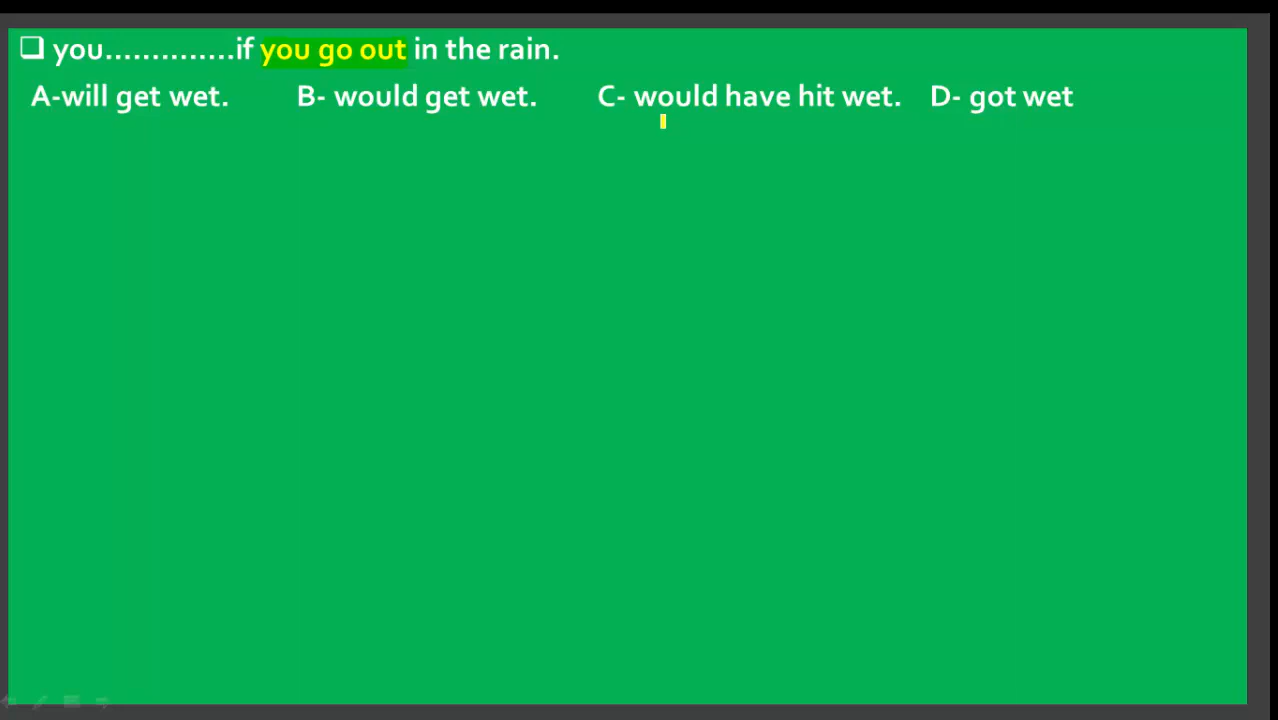 ❑ you..............if you go out in the rain.
A-will get wet. B- would get wet. C- would have hit wet. D- got wet